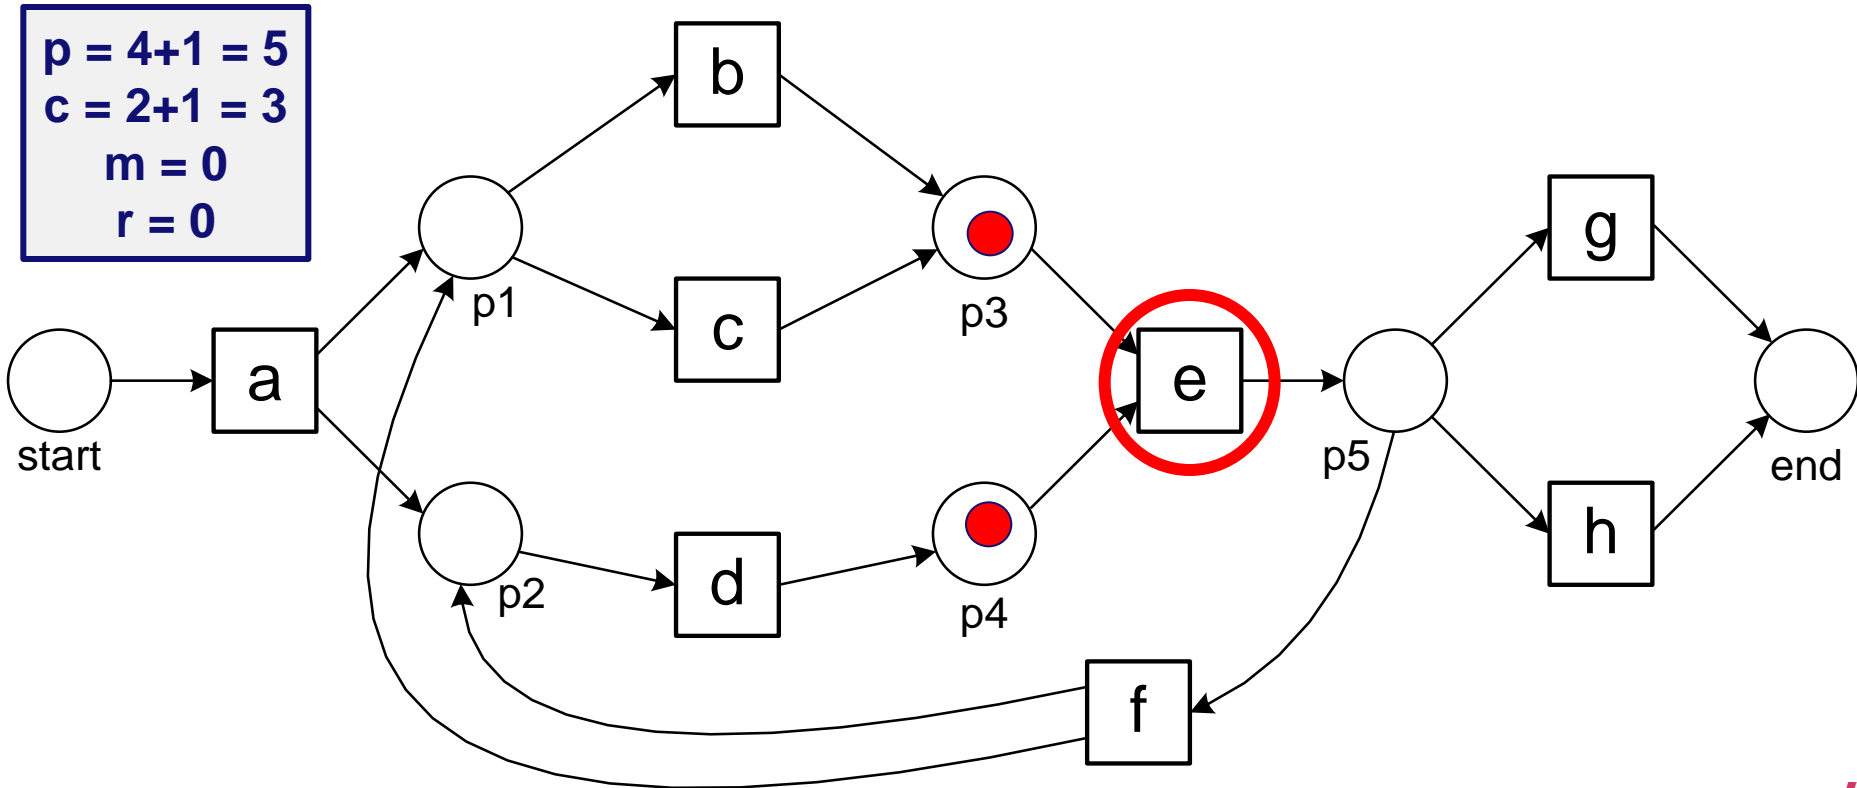 p = 4+1 = 5
c = 2+1 = 3
m = 0
r = 0
b
g
p1
c
p3
a
e
start
p5
end
h
d
p2
p4
f